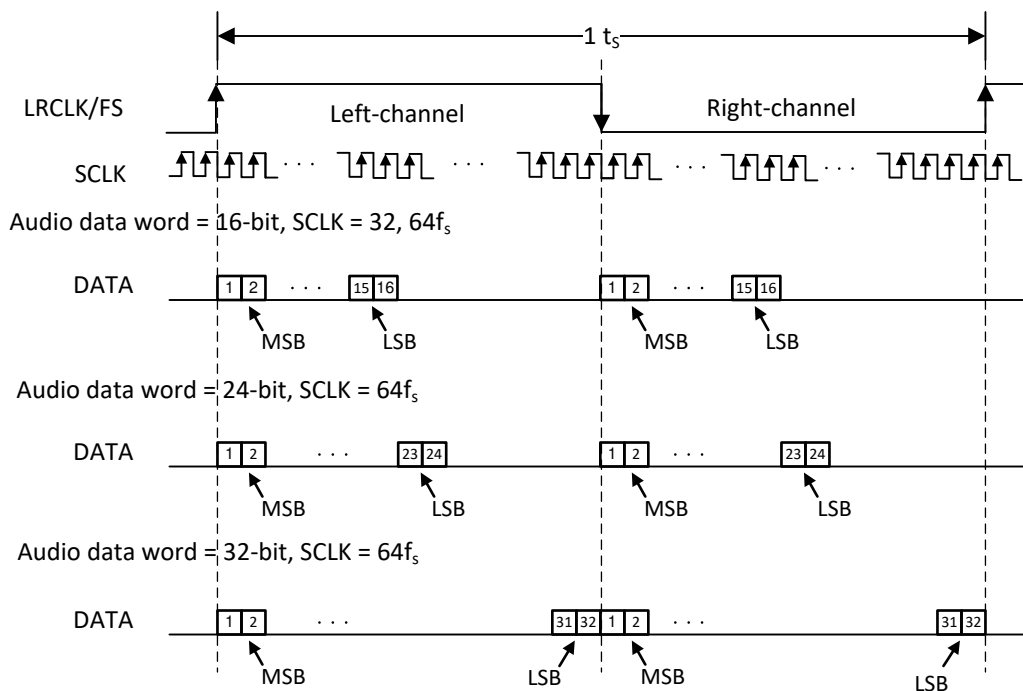 1 tS
LRCLK/FS
Left-channel
Right-channel
SCLK
. . .
. . .
. . .
. . .
Audio data word = 16-bit, SCLK = 32, 64fs
DATA
1 2 . . . 15 16 1 2 . . . 15 16
MSB LSB MSB LSB
Audio data word = 24-bit, SCLK = 64fs
DATA
1 2 . . . 23 24 1 2 . . . 23 24
MSB LSB MSB LSB
Audio data word = 32-bit, SCLK = 64fs
DATA
1 2 . . . 31 32 1 2 . . . 31 32
MSB LSB MSB LSB